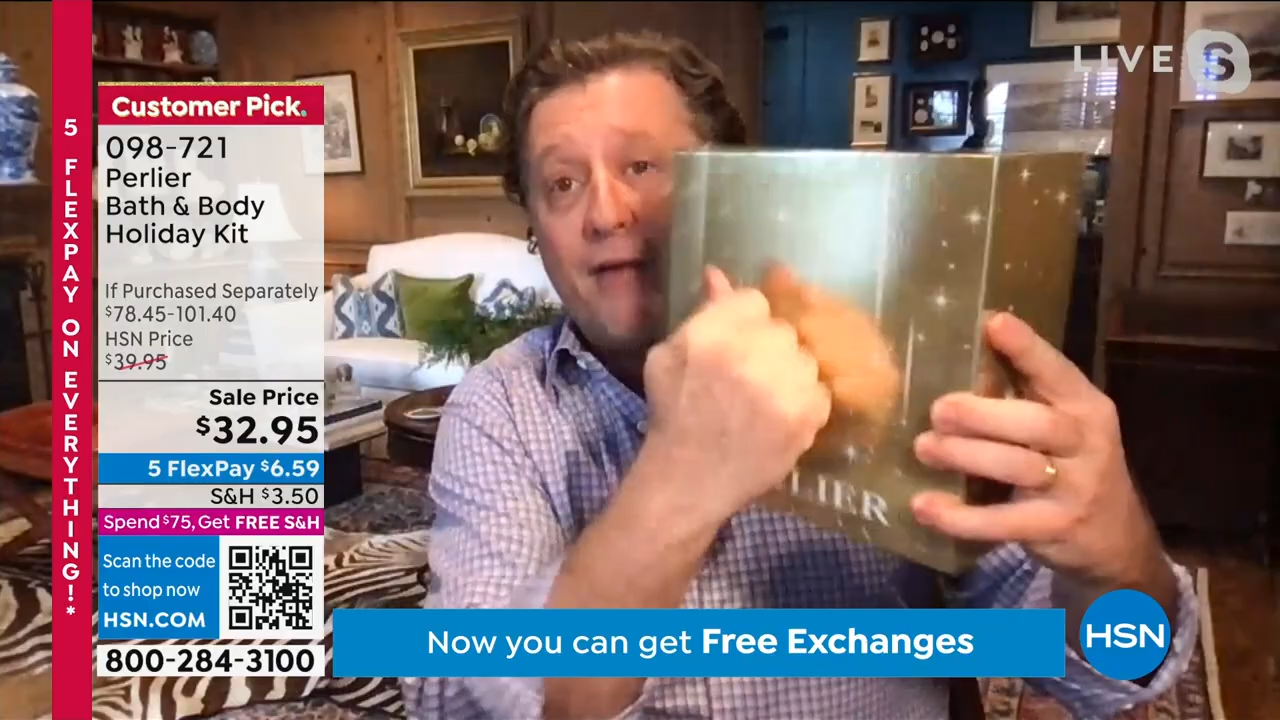 5 FLEXPAY ON EVERYTHING!*
Customer Pick.
098-721
Perlier
Bath & Body
Holiday Kit
If Purchased Separately
$78.45-101.40
HSN Price
$39.95
Sale Price
$32.95
5 FlexPay $6.59
S&H $3.50
Spend $75, Get FREE S&H
Scan the code
to shop now
HSN.COM
800-284-3100
LIVE S
LIER
Now you can get Free Exchanges
HSN